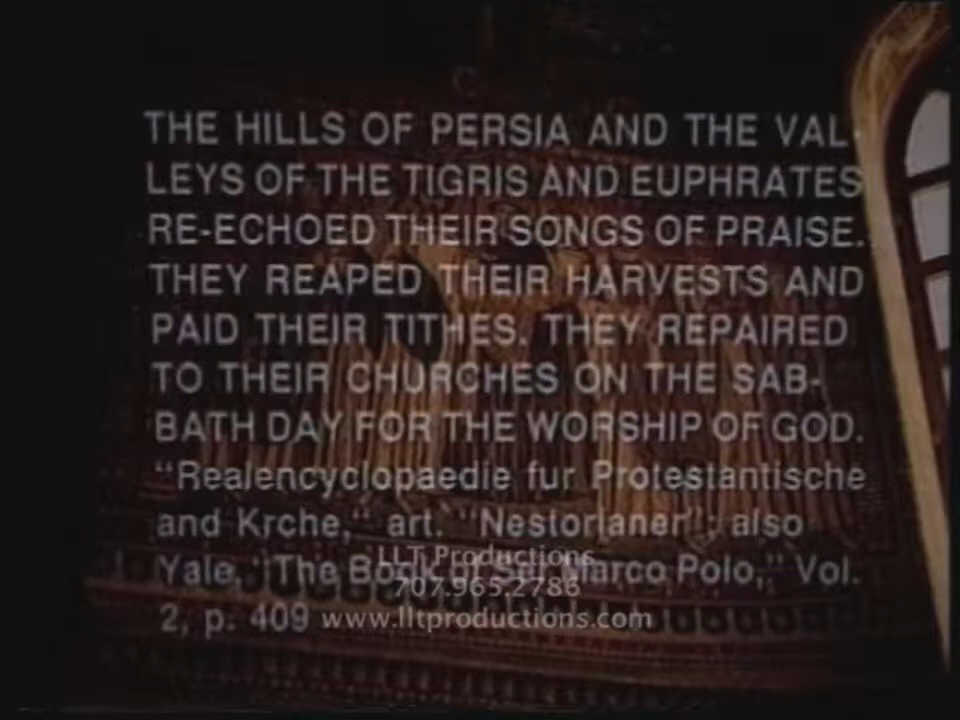 THE HILLS OF PERSIA AND THE VAL-
LEYS OF THE TIGRIS AND EUPHRATES
RE-ECHOED THEIR SONGS OF PRAISE.
THEY REAPED THEIR HARVESTS AND
PAID THEIR TITHES. THEY REPAIRED
TO THEIR CHURCHES ON THE SAB-
BATH DAY FOR THE WORSHIP OF GOD.
"Realencyclopaedie fur Protestantische
and Krche," art. "Nestorianer"; also
Yale, "The Book of Ser Marco Polo," Vol.
2, p. 409
LLT Productions
707.965.2786
www.lltproductions.com